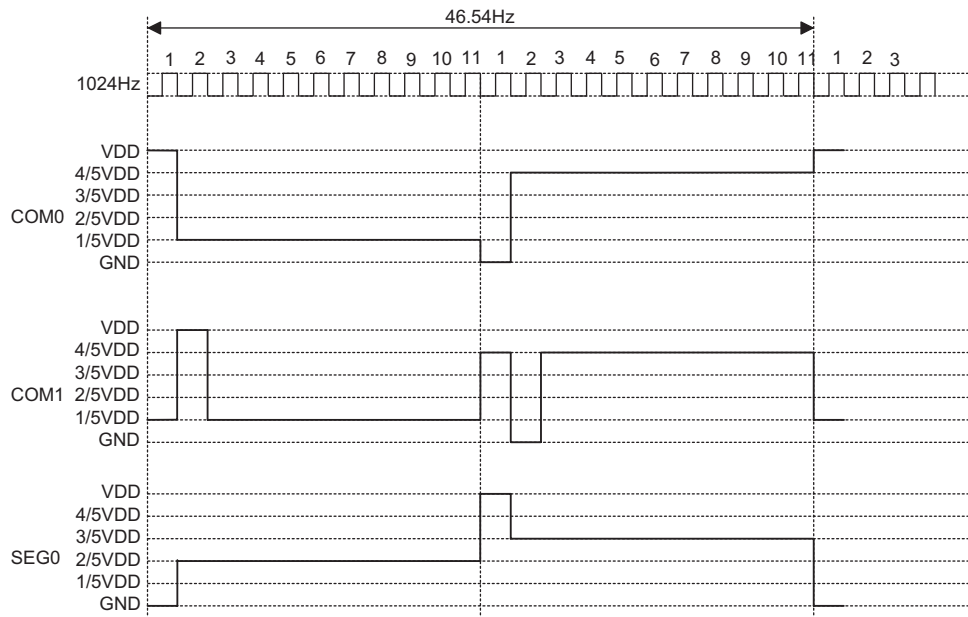 46.54Hz
1 2 3 4 5 6 7 8 9 10 11 1 2 3 4 5 6 7 8 9 10 11 1 2 3
1024Hz
VDD
4/5VDD
3/5VDD
COM0 2/5VDD
1/5VDD
GND
VDD
4/5VDD
3/5VDD
COM1 2/5VDD
1/5VDD
GND
VDD
4/5VDD
3/5VDD
SEG0 2/5VDD
1/5VDD
GND